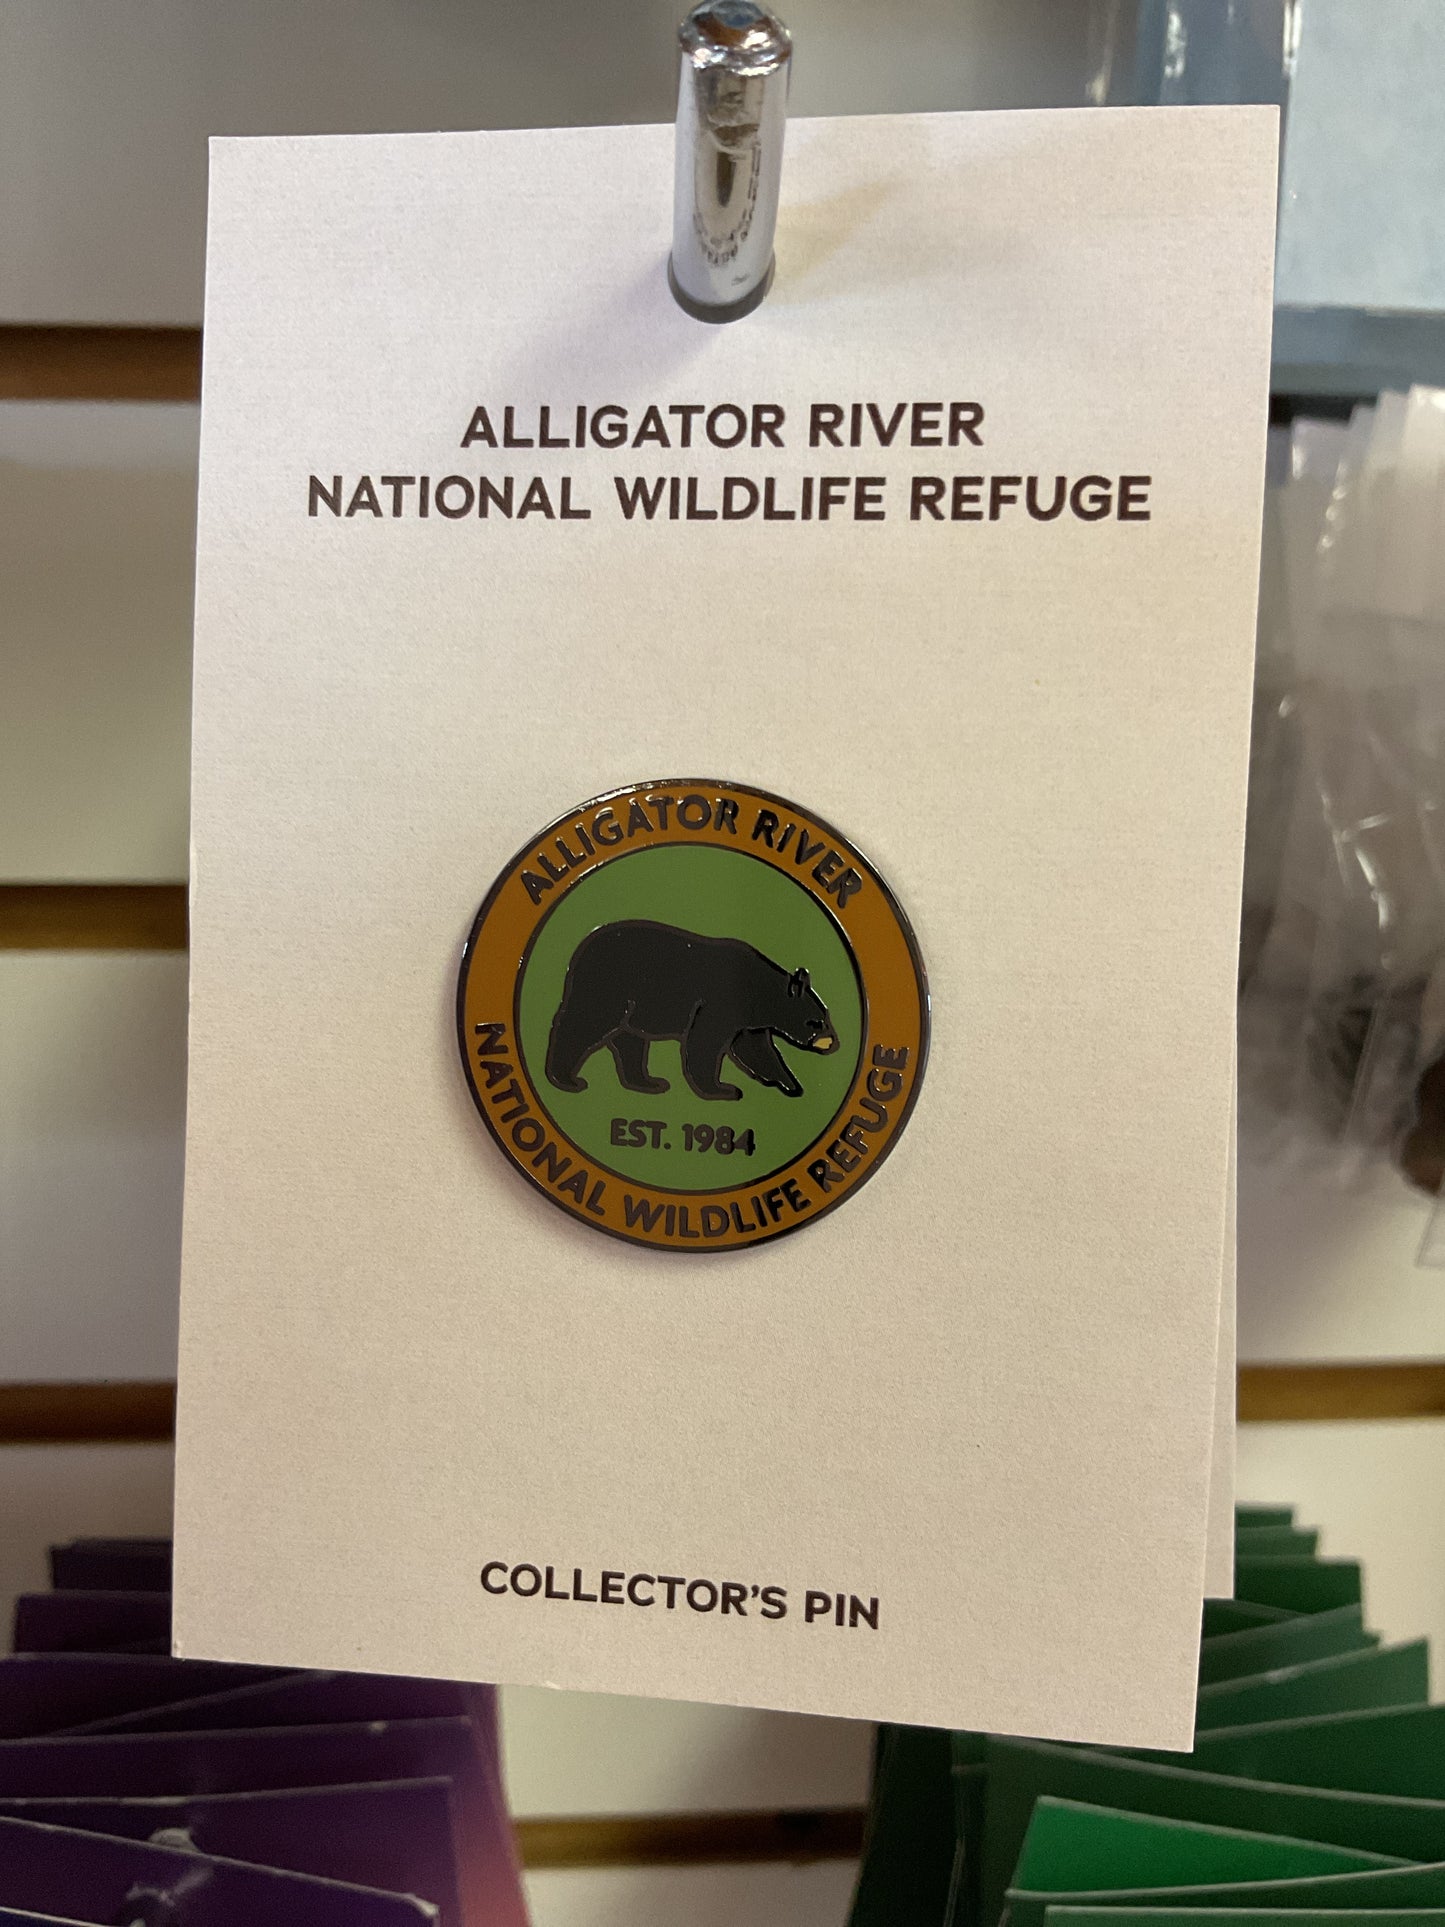 ALLIGATOR RIVER
NATIONAL WILDLIFE REFUGE
ALLIGATOR RIVER
EST. 1984
NATIONAL WILDLIFE REFUGE
COLLECTOR'S PIN